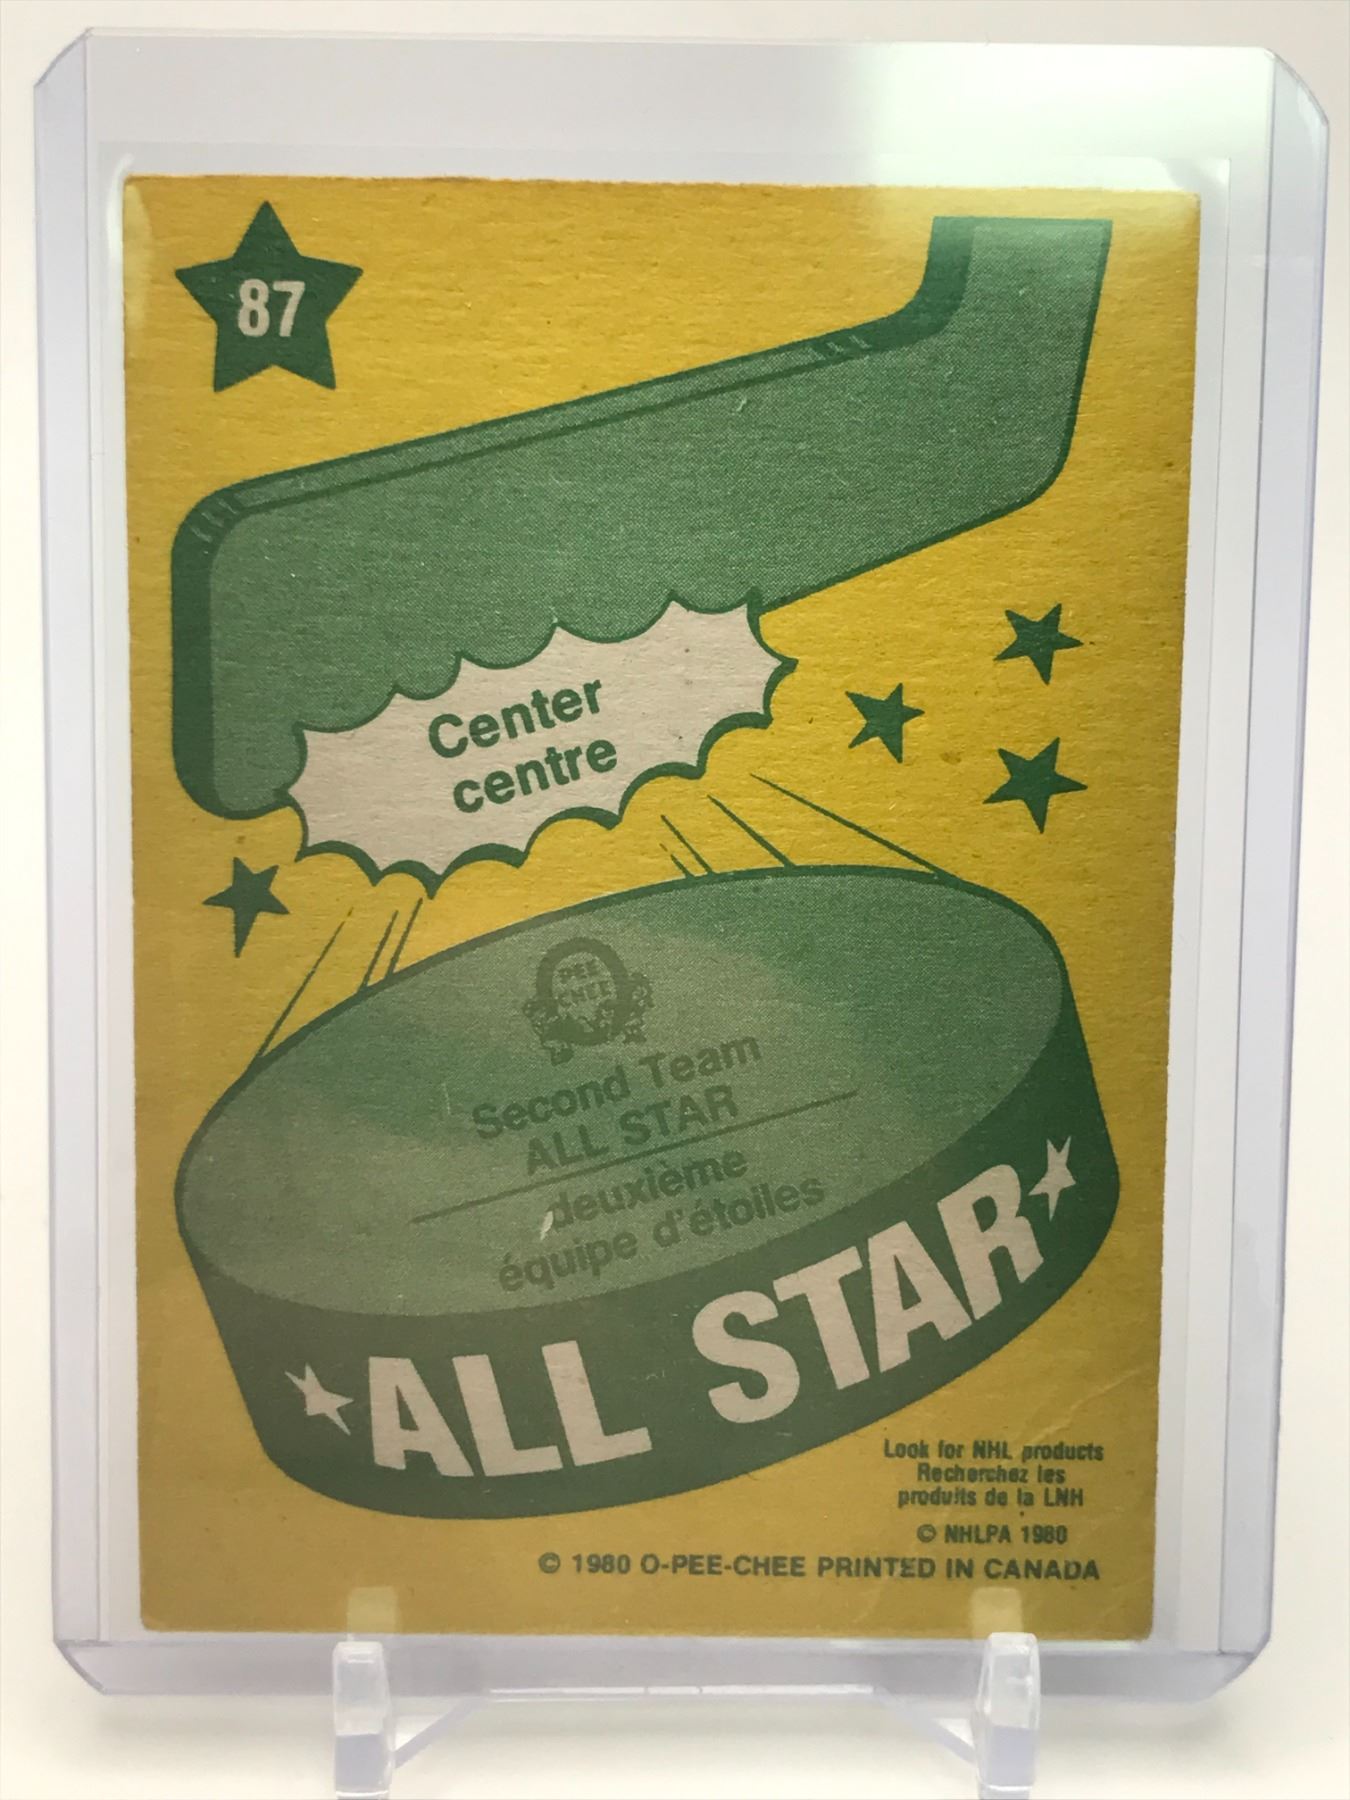 87
Center
centre
PEE
CHEE
Second Team
ALL STAR
deuxième
équipe d'étoiles
ALL STAR
Look for NHL products
Recherchez les
produits de la LNH
© NHLPA 1980
© 1980 O-PEE-CHEE PRINTED IN CANADA